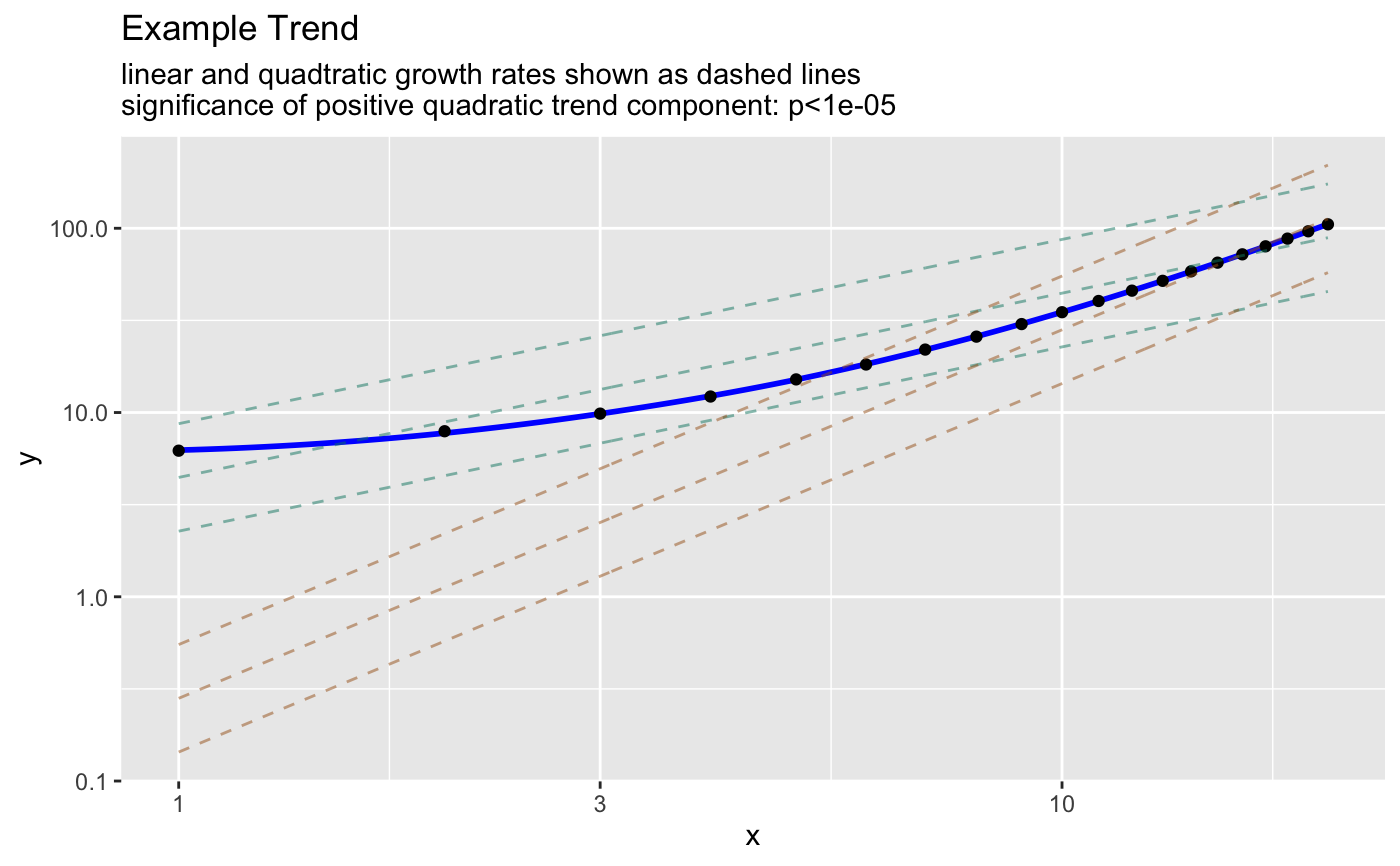 Example Trend
linear and quadtratic growth rates shown as dashed lines
significance of positive quadratic trend component: p<1e-05
100.0
10.0
y
1.0
0.1
1
3
10
x